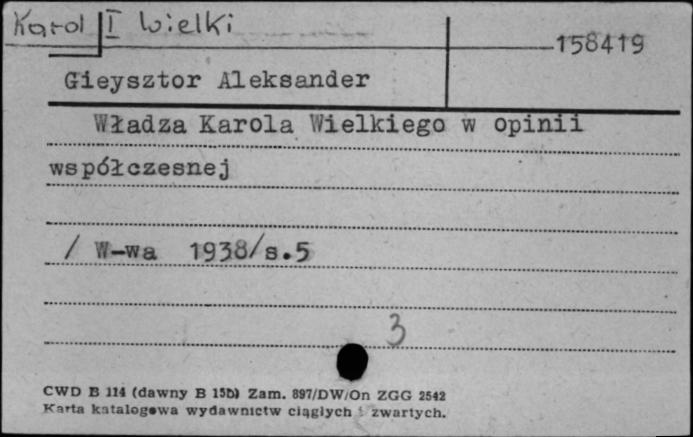 Karol I Wielki
158419
Gieysztor Aleksander
Władza Karola Wielkiego w opinii
współczesnej
/ W-wa 1938/s.5
3
CWD B 114 (dawny B 15b) Zam. 897/DW/On ZGG 2542
Karta katalogowa wydawnictw ciągłych i zwartych.